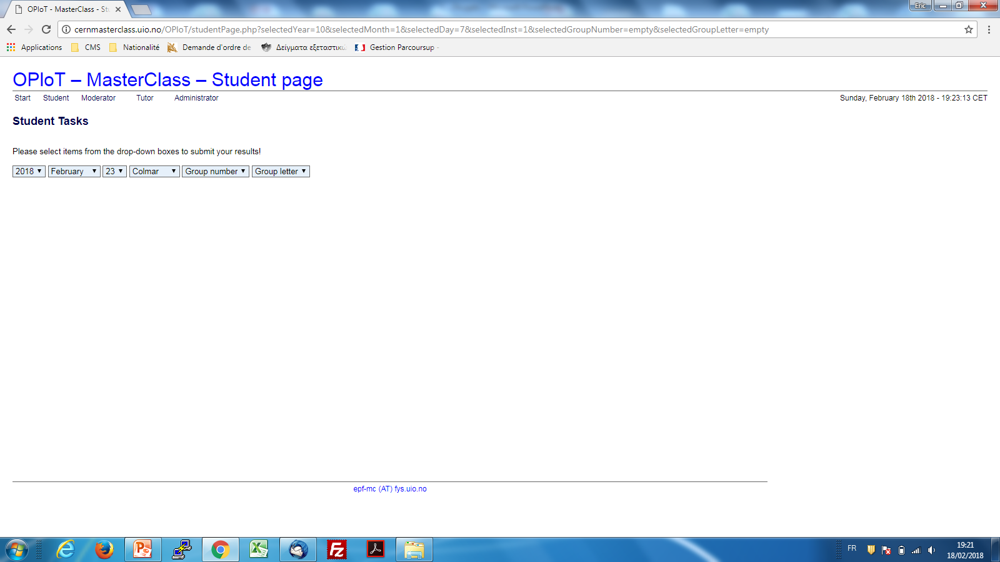 OPIoT - MasterClass - Stu
Eric
cernmasterclass.uio.no/OPIoT/studentPage.php?selectedYear=10&selectedMonth=1&selectedDay=7&selectedInst=1&selectedGroupNumber=empty&selectedGroupLetter=empty
Applications CMS Nationalité Demande d'ordre de Δείγματα εξεταστικώ Gestion Parcoursup -
OPIoT – MasterClass – Student page
Start Student Moderator Tutor Administrator Sunday, February 18th 2018 - 19:23:13 CET
Student Tasks
Please select items from the drop-down boxes to submit your results!
2018 February 23 Colmar Group number Group letter
epf-mc (AT) fys.uio.no
FR 19:21
18/02/2018